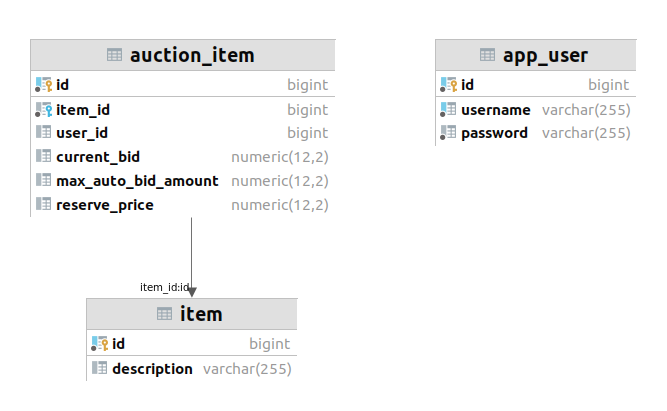 auction_item
id bigint
item_id bigint
user_id bigint
current_bid numeric(12,2)
max_auto_bid_amount numeric(12,2)
reserve_price numeric(12,2)
app_user
id bigint
username varchar(255)
password varchar(255)
item_id:id
item
id bigint
description varchar(255)